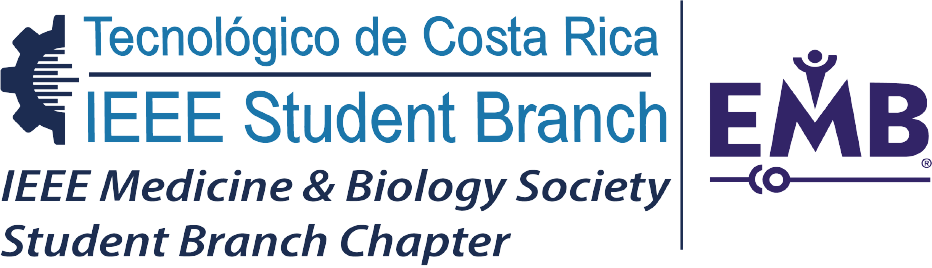 Tecnológico de Costa Rica
IEEE Student Branch
IEEE Medicine & Biology Society
Student Branch Chapter
EMB®